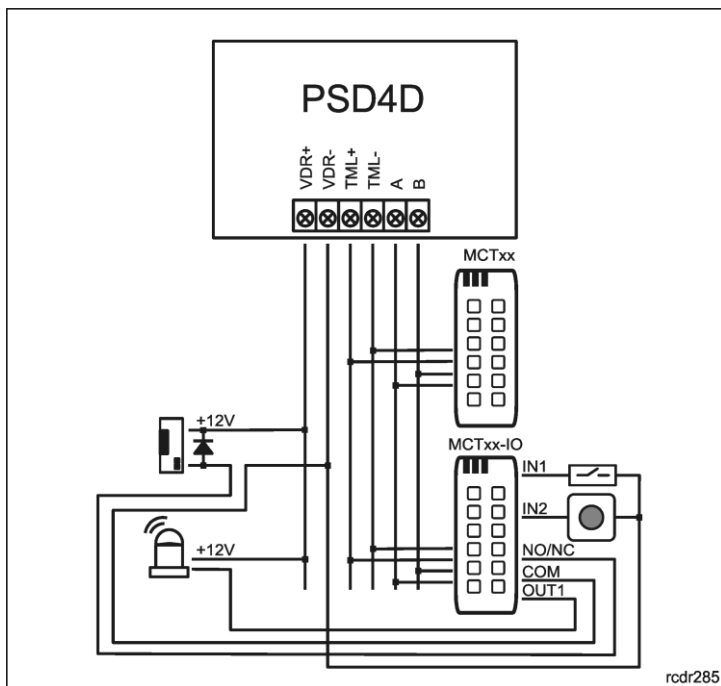 PSD4D
VDR+
VDR-
TML+
TML-
A
B
MCTxx
+12V
MCTxx-IO
IN1
IN2
NO/NC
+12V
COM
OUT1
rcdr285